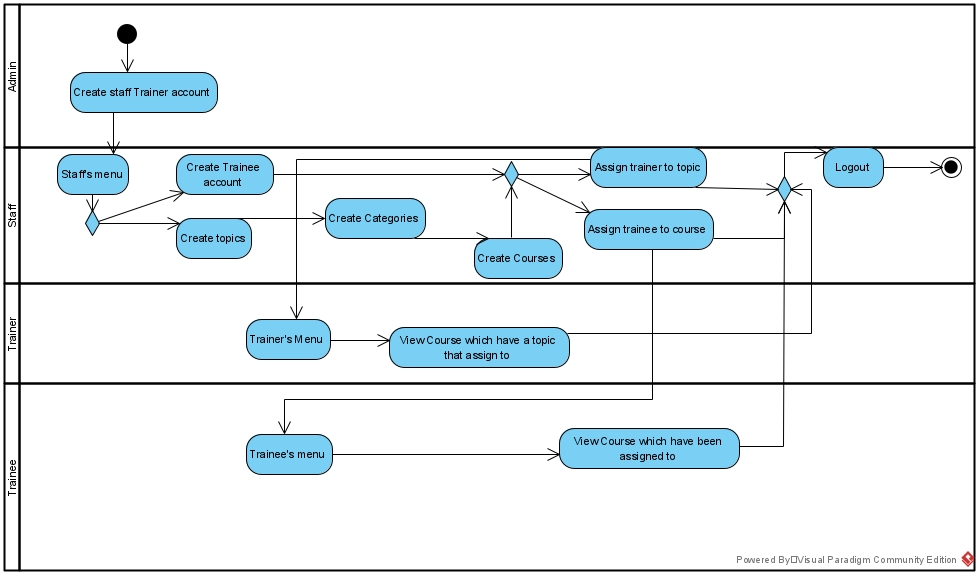 Admin
Create staff Trainer account
Staff
Staff's menu
Create Trainee
account
Create topics
Create Categories
Create Courses
Assign trainer to topic
Assign trainee to course
Logout
Trainer
Trainer's Menu
View Course which have a topic
that assign to
Trainee
Trainee's menu
View Course which have been
assigned to
Powered By Visual Paradigm Community Edition